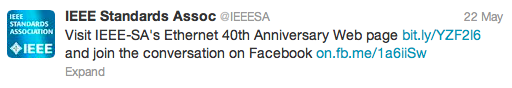 IEEE
STANDARDS
ASSOCIATION
IEEE
IEEE Standards Assoc @IEEESA 22 May
Visit IEEE-SA's Ethernet 40th Anniversary Web page bit.ly/YZF2l6
and join the conversation on Facebook on.fb.me/1a6iiSw
Expand